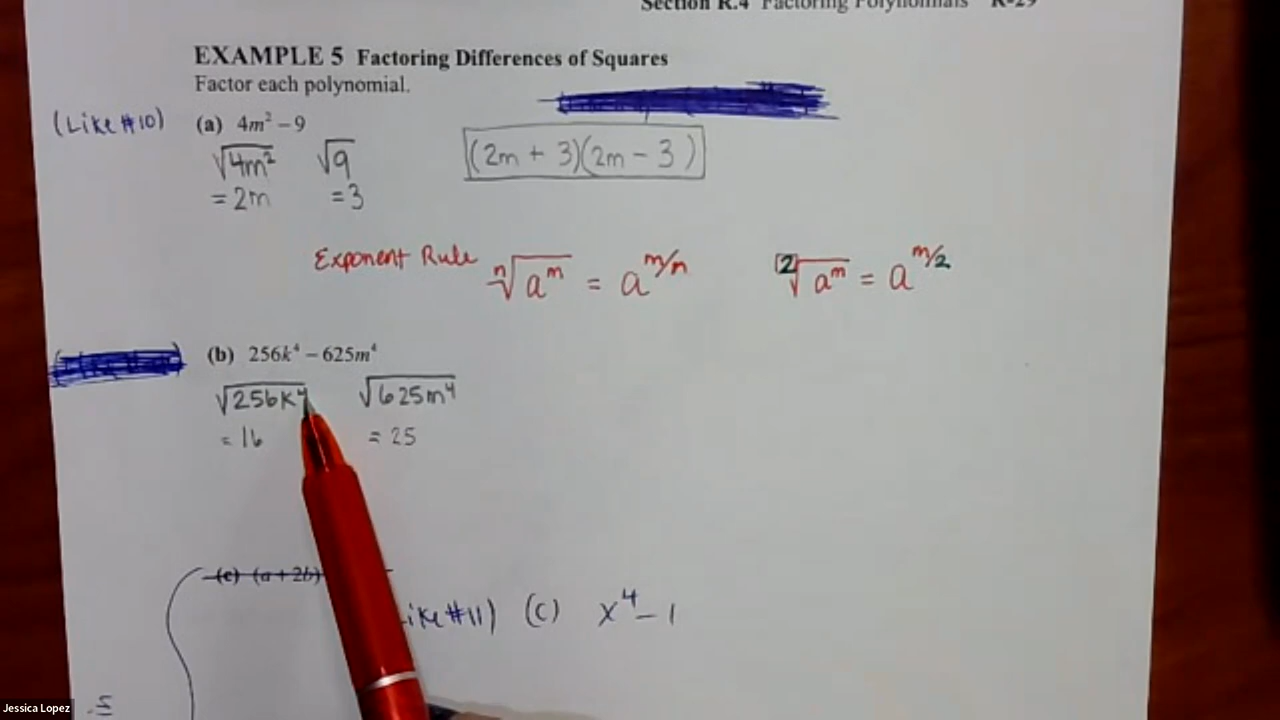 Section R.4 Factoring Polynomials R-29
EXAMPLE 5 Factoring Differences of Squares
Factor each polynomial.
(Like #10) (a) 4m² – 9
√4m² √9 (2m + 3)(2m – 3)
= 2m = 3
Exponent Rule ⁿ√aᵐ = a^m/n ²√aᵐ = a^m/2
(b) 256k⁴ – 625m⁴
√256k⁴ √625m⁴
= 16 = 25
(c) (a + 2b)
#11) (c) x⁴ – 1
Jessica Lopez